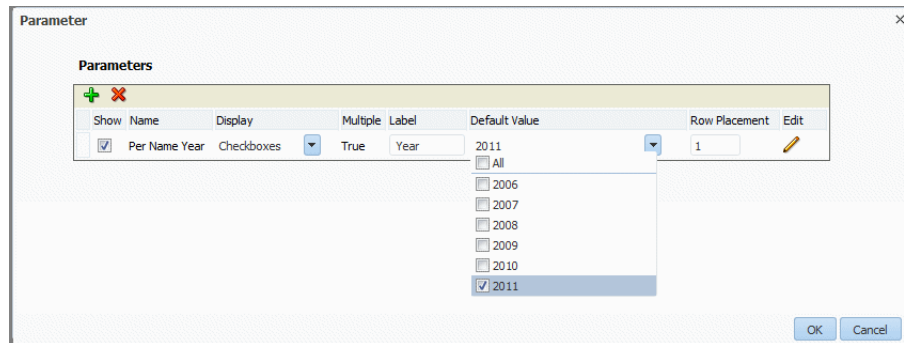 Parameter
Parameters
Show Name Display Multiple Label Default Value Row Placement Edit
Per Name Year Checkboxes True Year 2011 1
All
2006
2007
2008
2009
2010
2011
OK Cancel